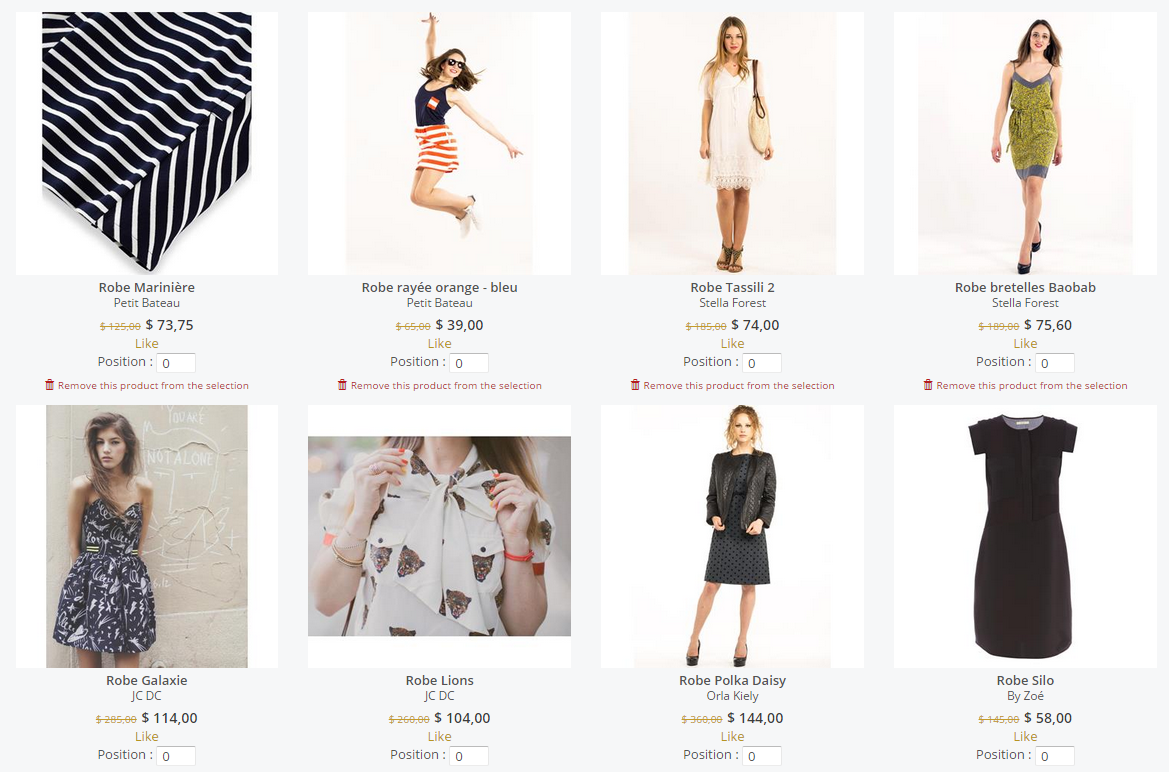 Robe Marinière
Petit Bateau
$ 125,00 $ 73,75
Like
Position : 0
Remove this product from the selection
Robe rayée orange - bleu
Petit Bateau
$ 65,00 $ 39,00
Like
Position : 0
Remove this product from the selection
Robe Tassili 2
Stella Forest
$ 185,00 $ 74,00
Like
Position : 0
Remove this product from the selection
Robe bretelles Baobab
Stella Forest
$ 189,00 $ 75,60
Like
Position : 0
Remove this product from the selection
YOU ARE
NOT ALONE
Robe Galaxie
JC DC
$ 285,00 $ 114,00
Like
Position : 0
Robe Lions
JC DC
$ 260,00 $ 104,00
Like
Position : 0
Robe Polka Daisy
Orla Kiely
$ 360,00 $ 144,00
Like
Position : 0
Robe Silo
By Zoé
$ 145,00 $ 58,00
Like
Position : 0